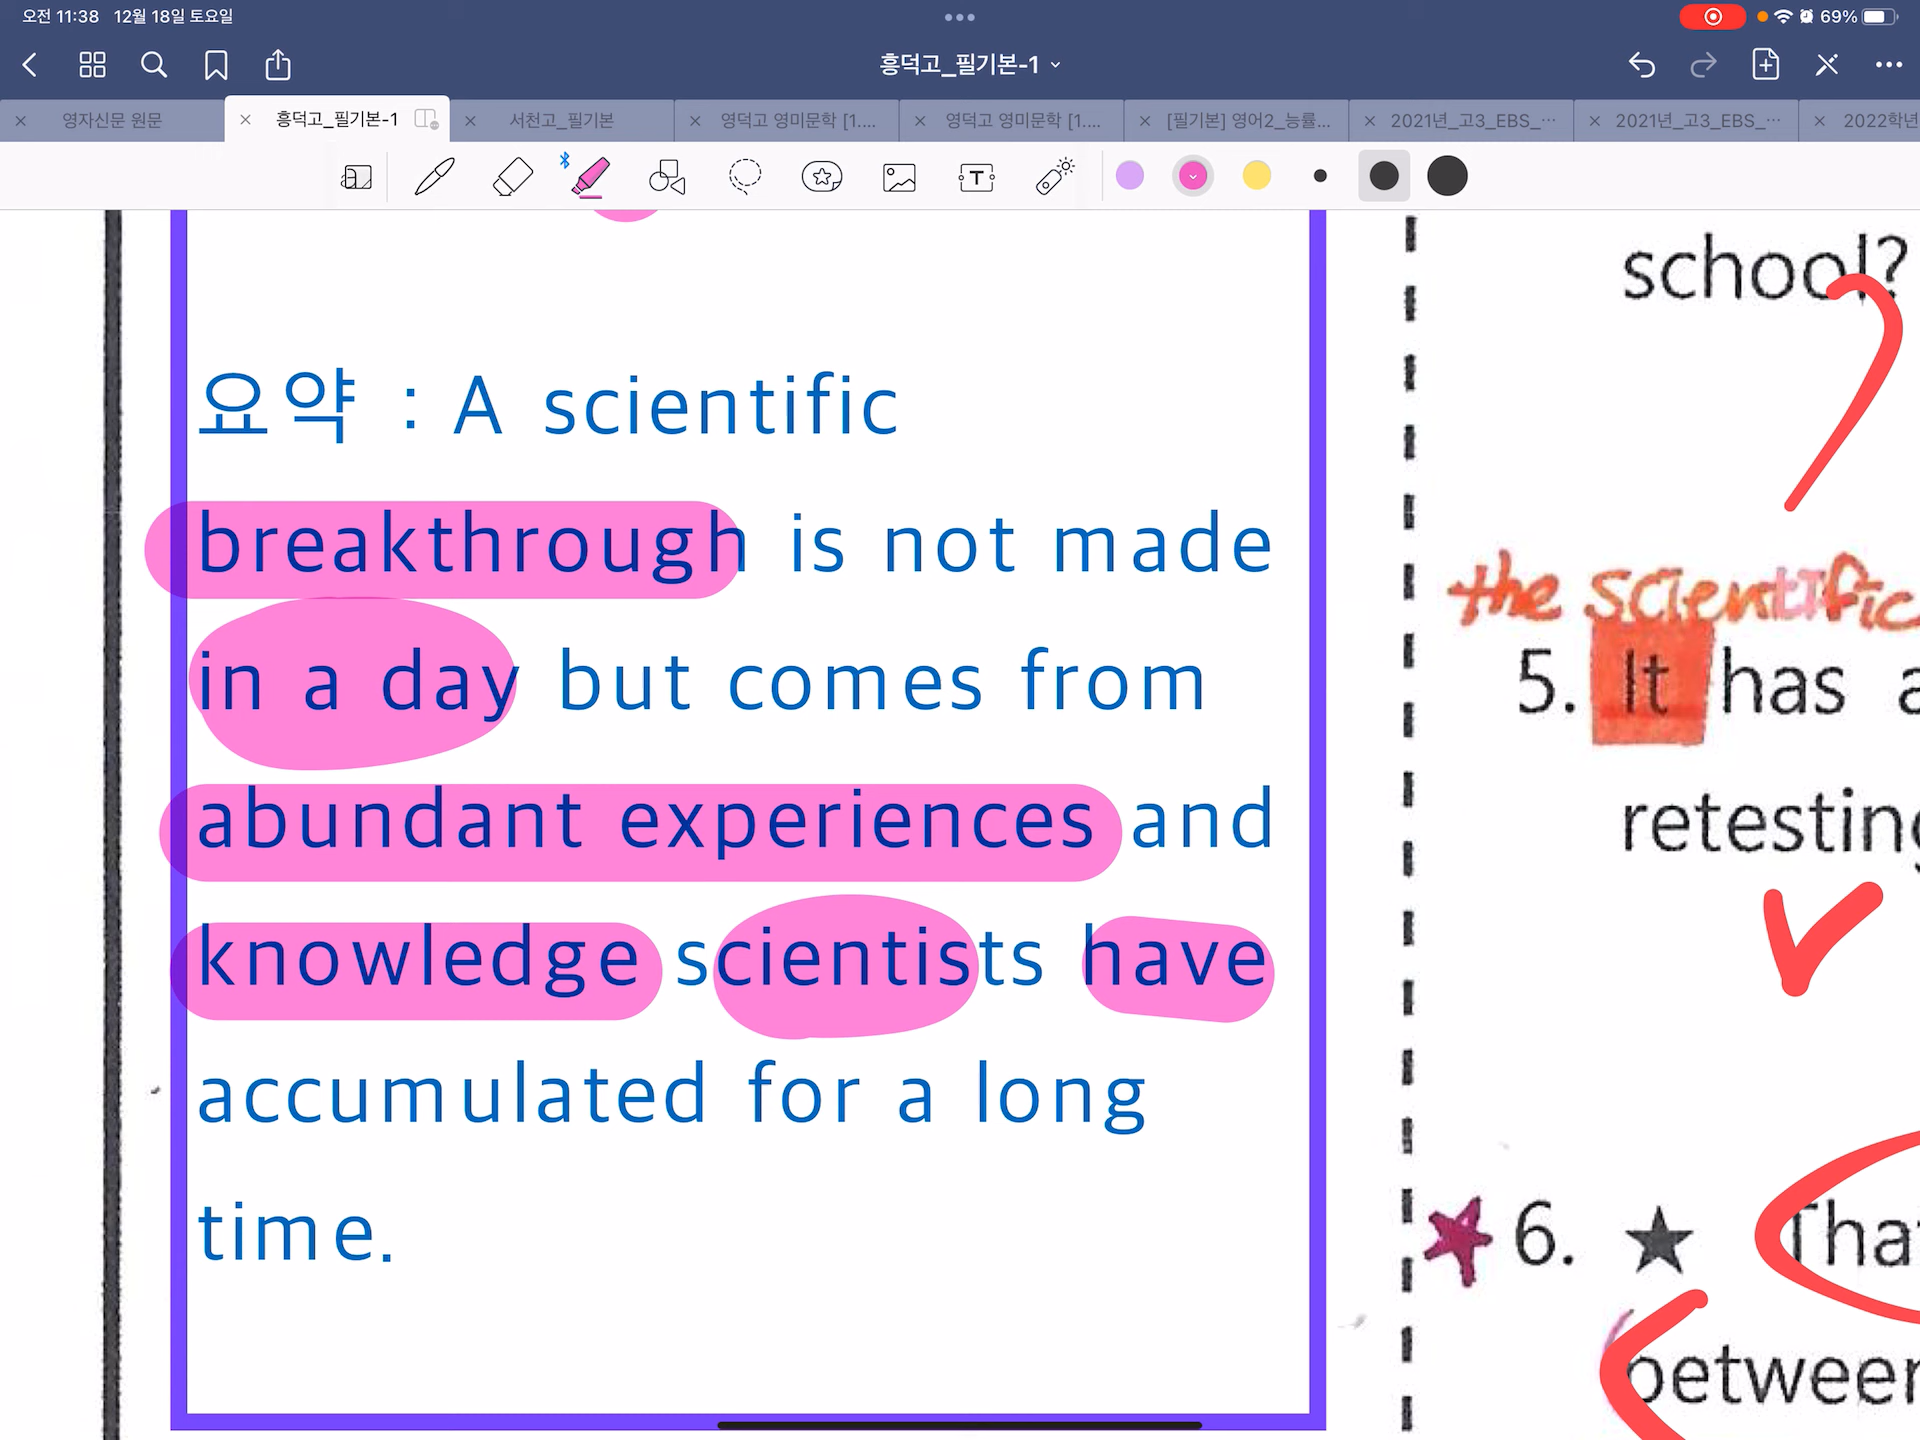 오전 11:38 12월 18일 토요일
69%
흥덕고_필기본-1
영자신문 원문
흥덕고_필기본-1
서천고_필기본
영덕고 영미문학 [1....
영덕고 영미문학 [1....
[필기본] 영어2_능률...
2021년_고3_EBS_...
2021년_고3_EBS_...
2022학년
요약 : A scientific
breakthrough is not made
in a day but comes from
abundant experiences and
knowledge scientists have
accumulated for a long
time.
school?
the scientific
5. It has a
retesting
6. ★ That
between